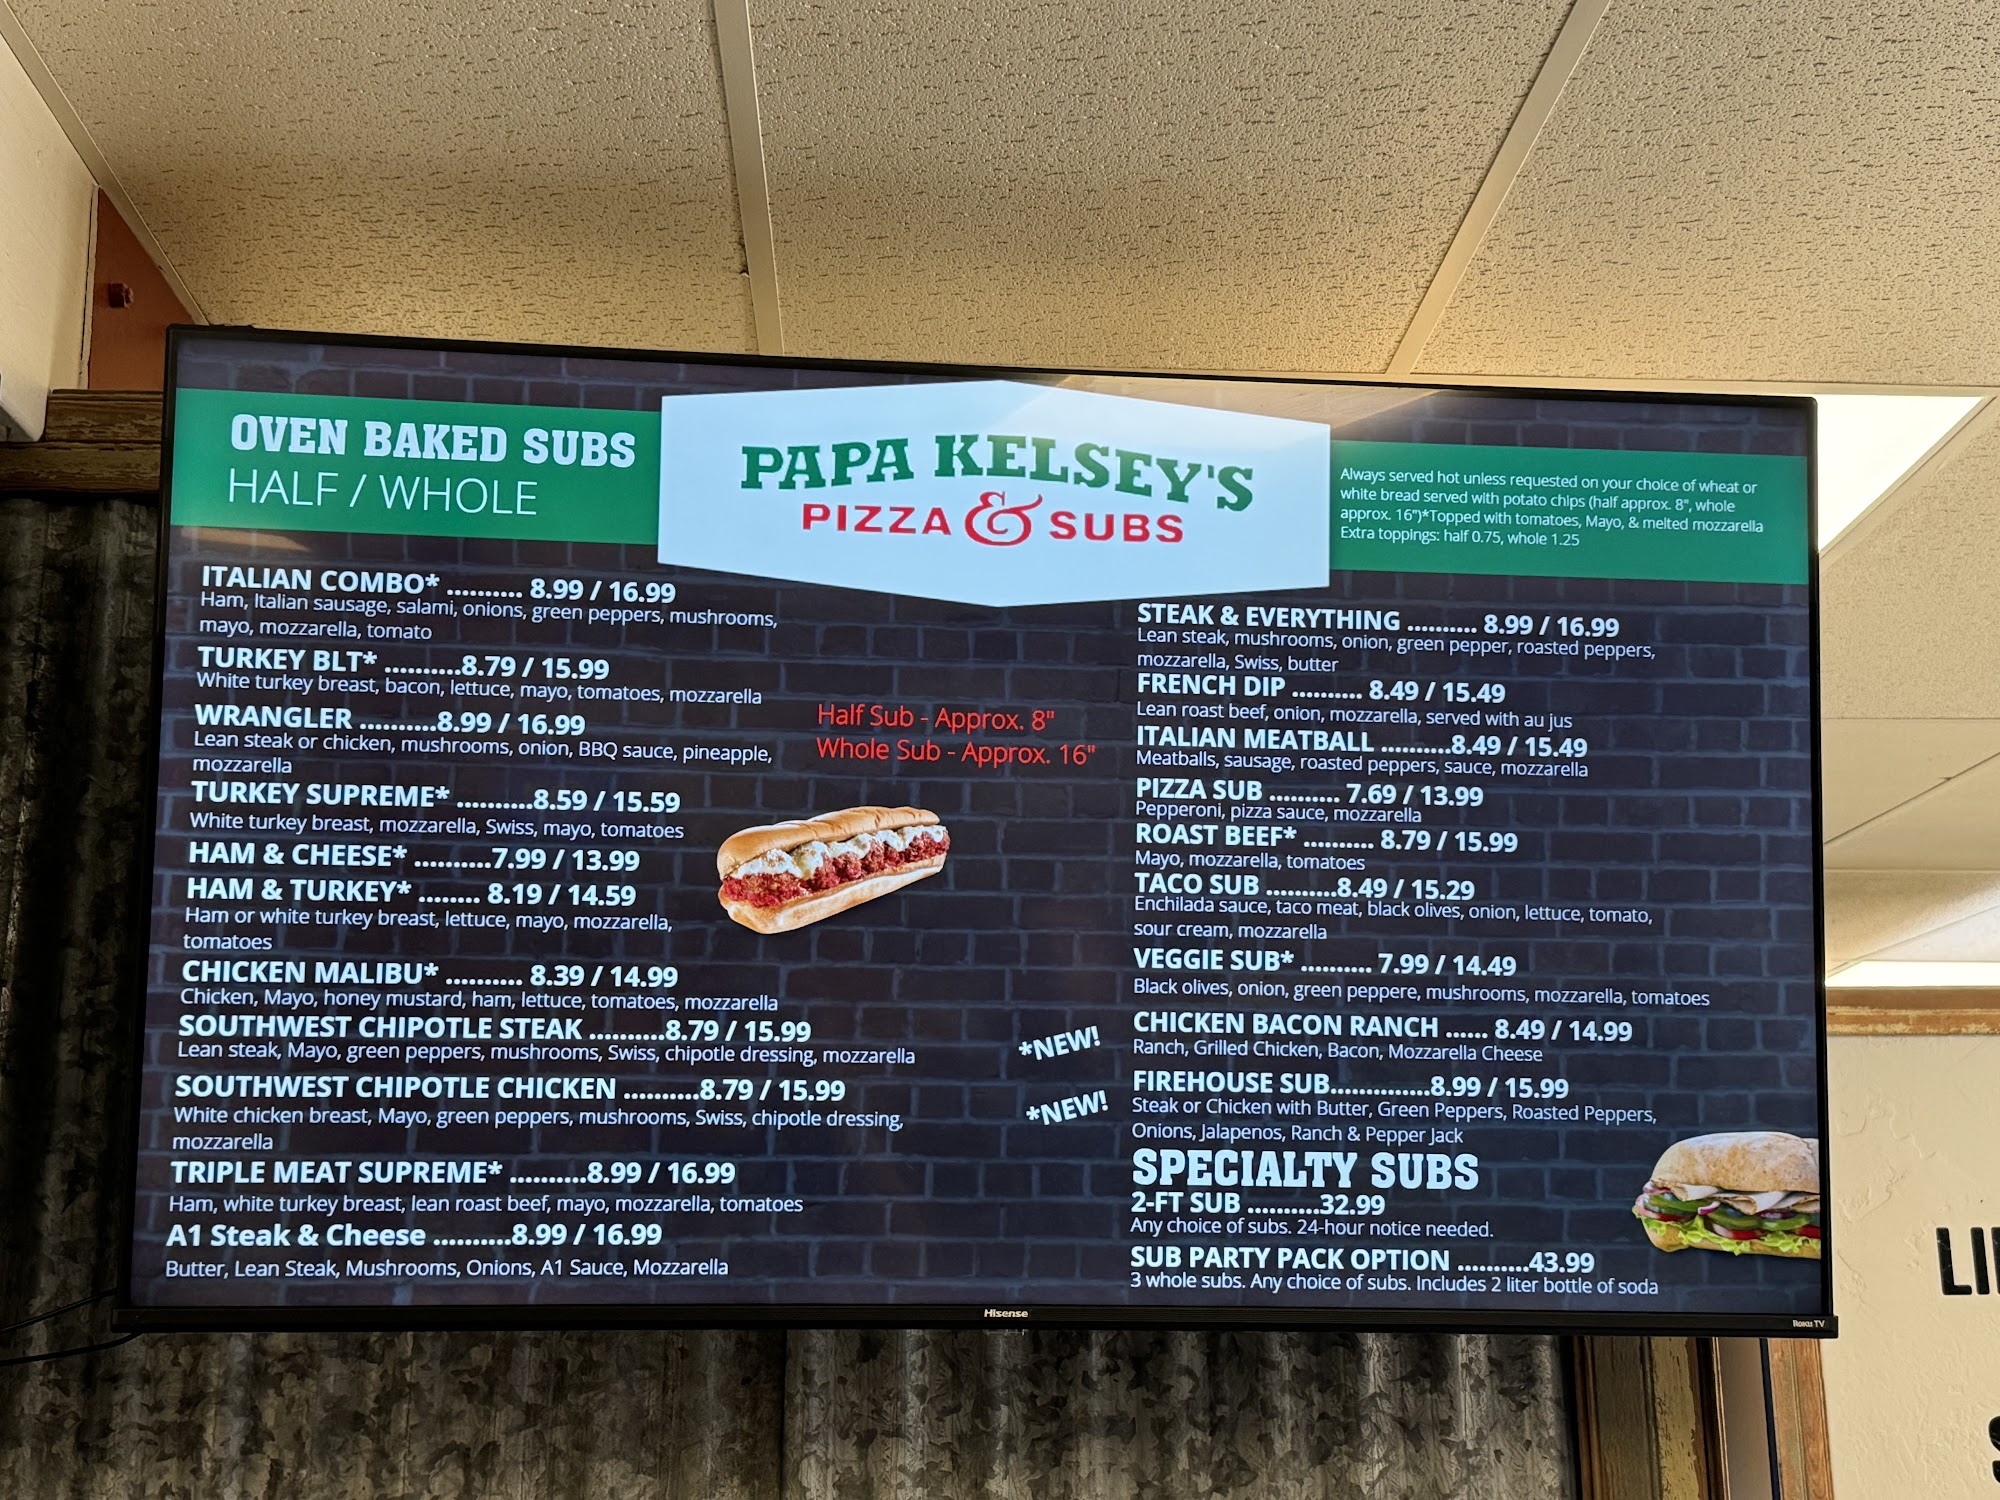 OVEN BAKED SUBS
HALF / WHOLE
PAPA KELSEY'S
PIZZA & SUBS
Always served hot unless requested on your choice of wheat or
white bread served with potato chips (half approx. 8", whole
approx. 16")*Topped with tomatoes, Mayo, & melted mozzarella
Extra toppings: half 0.75, whole 1.25
ITALIAN COMBO* ........... 8.99 / 16.99
Ham, Italian sausage, salami, onions, green peppers, mushrooms,
mayo, mozzarella, tomato
TURKEY BLT* ...........8.79 / 15.99
White turkey breast, bacon, lettuce, mayo, tomatoes, mozzarella
WRANGLER ...........8.99 / 16.99
Lean steak or chicken, mushrooms, onion, BBQ sauce, pineapple,
mozzarella
TURKEY SUPREME* ...........8.59 / 15.59
White turkey breast, mozzarella, Swiss, mayo, tomatoes
HAM & CHEESE* ...........7.99 / 13.99
HAM & TURKEY* ......... 8.19 / 14.59
Ham or white turkey breast, lettuce, mayo, mozzarella,
tomatoes
CHICKEN MALIBU* ........... 8.39 / 14.99
Chicken, Mayo, honey mustard, ham, lettuce, tomatoes, mozzarella
SOUTHWEST CHIPOTLE STEAK ...........8.79 / 15.99
Lean steak, Mayo, green peppers, mushrooms, Swiss, chipotle dressing, mozzarella
SOUTHWEST CHIPOTLE CHICKEN ...........8.79 / 15.99
White chicken breast, Mayo, green peppers, mushrooms, Swiss, chipotle dressing,
mozzarella
TRIPLE MEAT SUPREME* ...........8.99 / 16.99
Ham, white turkey breast, lean roast beef, mayo, mozzarella, tomatoes
A1 Steak & Cheese ...........8.99 / 16.99
Butter, Lean Steak, Mushrooms, Onions, A1 Sauce, Mozzarella
Half Sub - Approx. 8"
Whole Sub - Approx. 16"
STEAK & EVERYTHING .......... 8.99 / 16.99
Lean steak, mushrooms, onion, green pepper, roasted peppers,
mozzarella, Swiss, butter
FRENCH DIP .......... 8.49 / 15.49
Lean roast beef, onion, mozzarella, served with au jus
ITALIAN MEATBALL ..........8.49 / 15.49
Meatballs, sausage, roasted peppers, sauce, mozzarella
PIZZA SUB .......... 7.69 / 13.99
Pepperoni, pizza sauce, mozzarella
ROAST BEEF* .......... 8.79 / 15.99
Mayo, mozzarella, tomatoes
TACO SUB ..........8.49 / 15.29
Enchilada sauce, taco meat, black olives, onion, lettuce, tomato,
sour cream, mozzarella
VEGGIE SUB* .......... 7.99 / 14.49
Black olives, onion, green peppere, mushrooms, mozzarella, tomatoes
*NEW!
CHICKEN BACON RANCH ...... 8.49 / 14.99
Ranch, Grilled Chicken, Bacon, Mozzarella Cheese
*NEW!
FIREHOUSE SUB..............8.99 / 15.99
Steak or Chicken with Butter, Green Peppers, Roasted Peppers,
Onions, Jalapenos, Ranch & Pepper Jack
SPECIALTY SUBS
2-FT SUB ..........32.99
Any choice of subs. 24-hour notice needed.
SUB PARTY PACK OPTION ..........43.99
3 whole subs. Any choice of subs. Includes 2 liter bottle of soda
Hisense
Roku TV
LI